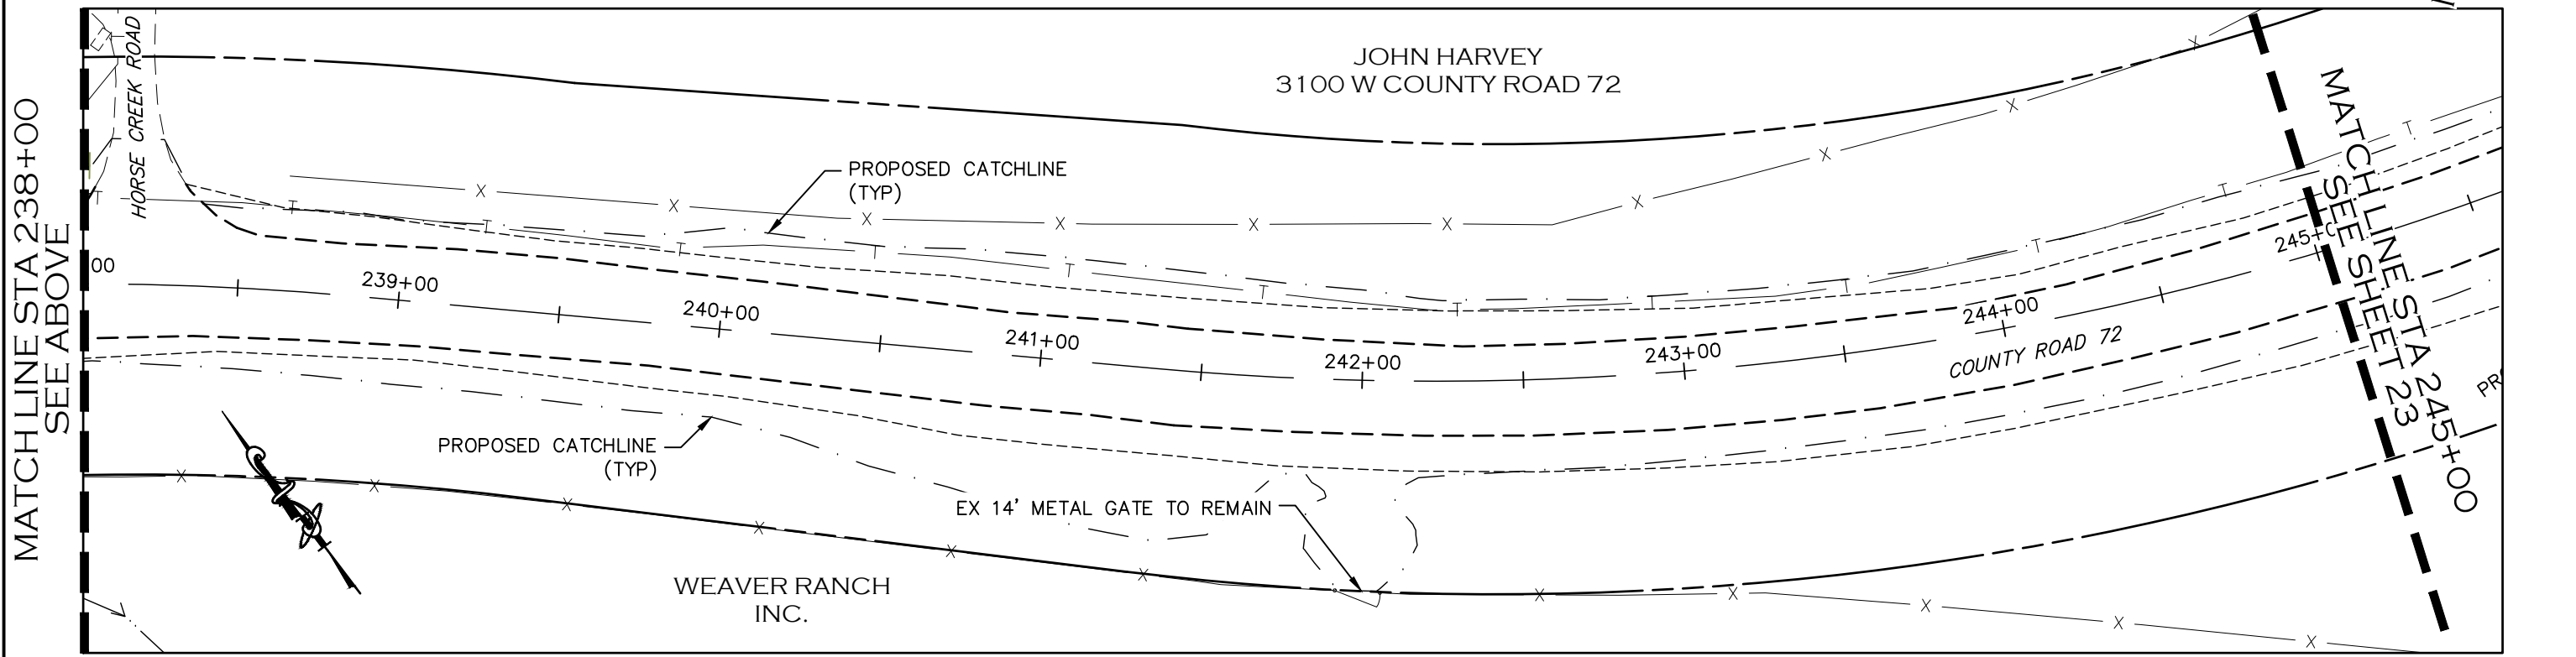 MATCH LINE STA 238+00
SEE ABOVE
HORSE CREEK ROAD
JOHN HARVEY
3100 W COUNTY ROAD 72
PROPOSED CATCHLINE
(TYP)
00
239+00
240+00
241+00
242+00
243+00
244+00
245+0
COUNTY ROAD 72
PROPOSED CATCHLINE
(TYP)
EX 14' METAL GATE TO REMAIN
WEAVER RANCH
INC.
MATCH LINE STA 245+00
SEE SHEET 23
PR